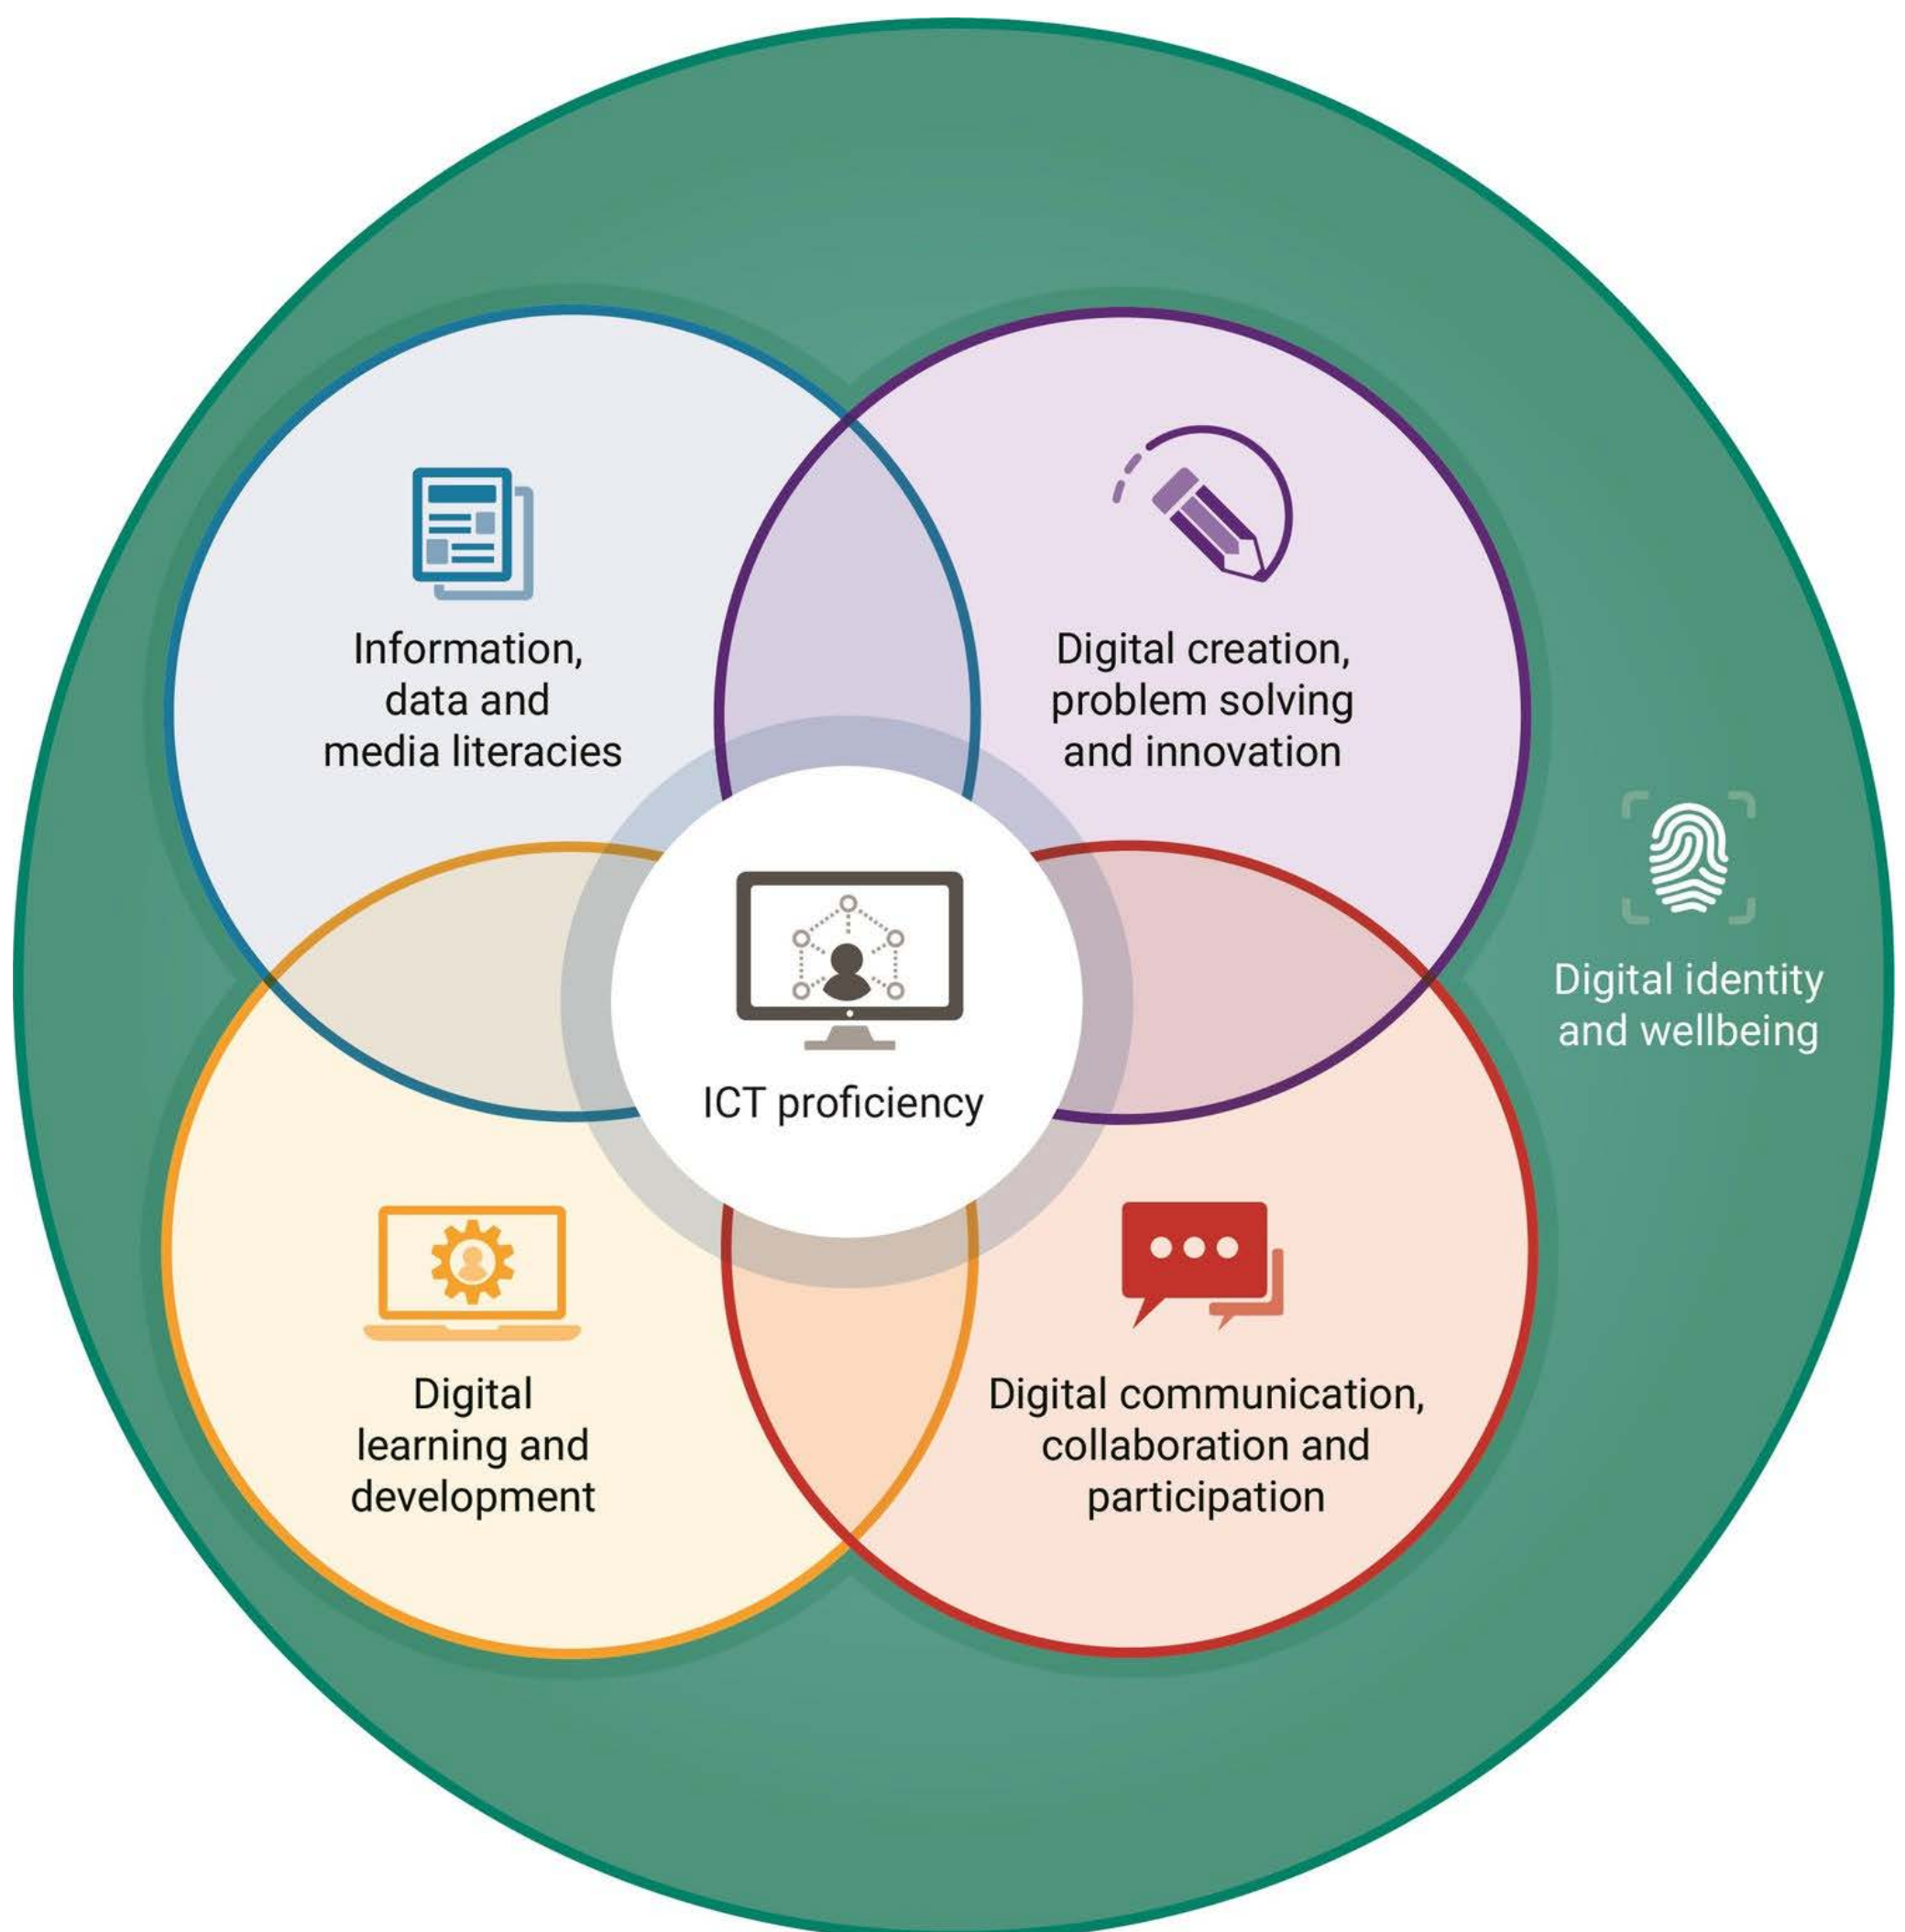 Information,
data and
media literacies
Digital creation,
problem solving
and innovation
Digital identity
and wellbeing
ICT proficiency
Digital
learning and
development
Digital communication,
collaboration and
participation